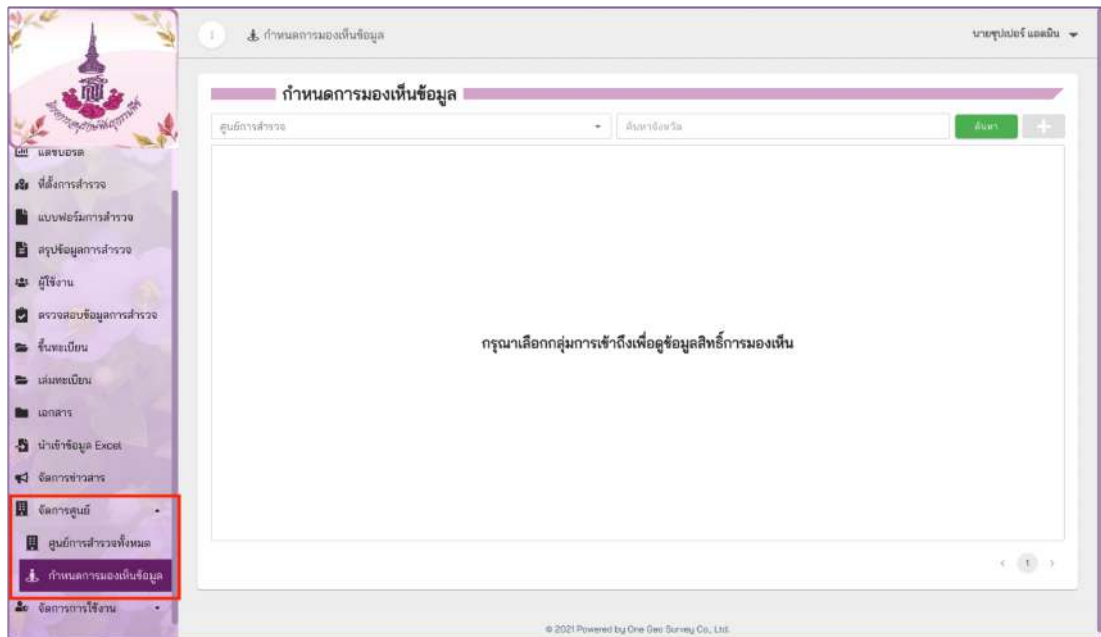 กำหนดการมองเห็นข้อมูล
นายซุปเปอร์ แอดมิน
กำหนดการมองเห็นข้อมูล
ศูนย์การสำรวจ
ค้นหาจังหวัด
ค้นหา
แดชบอร์ด
ที่ตั้งการสำรวจ
แบบฟอร์มการสำรวจ
สรุปข้อมูลการสำรวจ
ผู้ใช้งาน
ตรวจสอบข้อมูลการสำรวจ
ขึ้นทะเบียน
เล่มทะเบียน
เอกสาร
นำเข้าข้อมูล Excel
จัดการข่าวสาร
จัดการศูนย์
ศูนย์การสำรวจทั้งหมด
กำหนดการมองเห็นข้อมูล
จัดการการใช้งาน
กรุณาเลือกกลุ่มการเข้าถึงเพื่อดูข้อมูลสิทธิ์การมองเห็น
1
© 2021 Powered by One Geo Survey Co., Ltd.